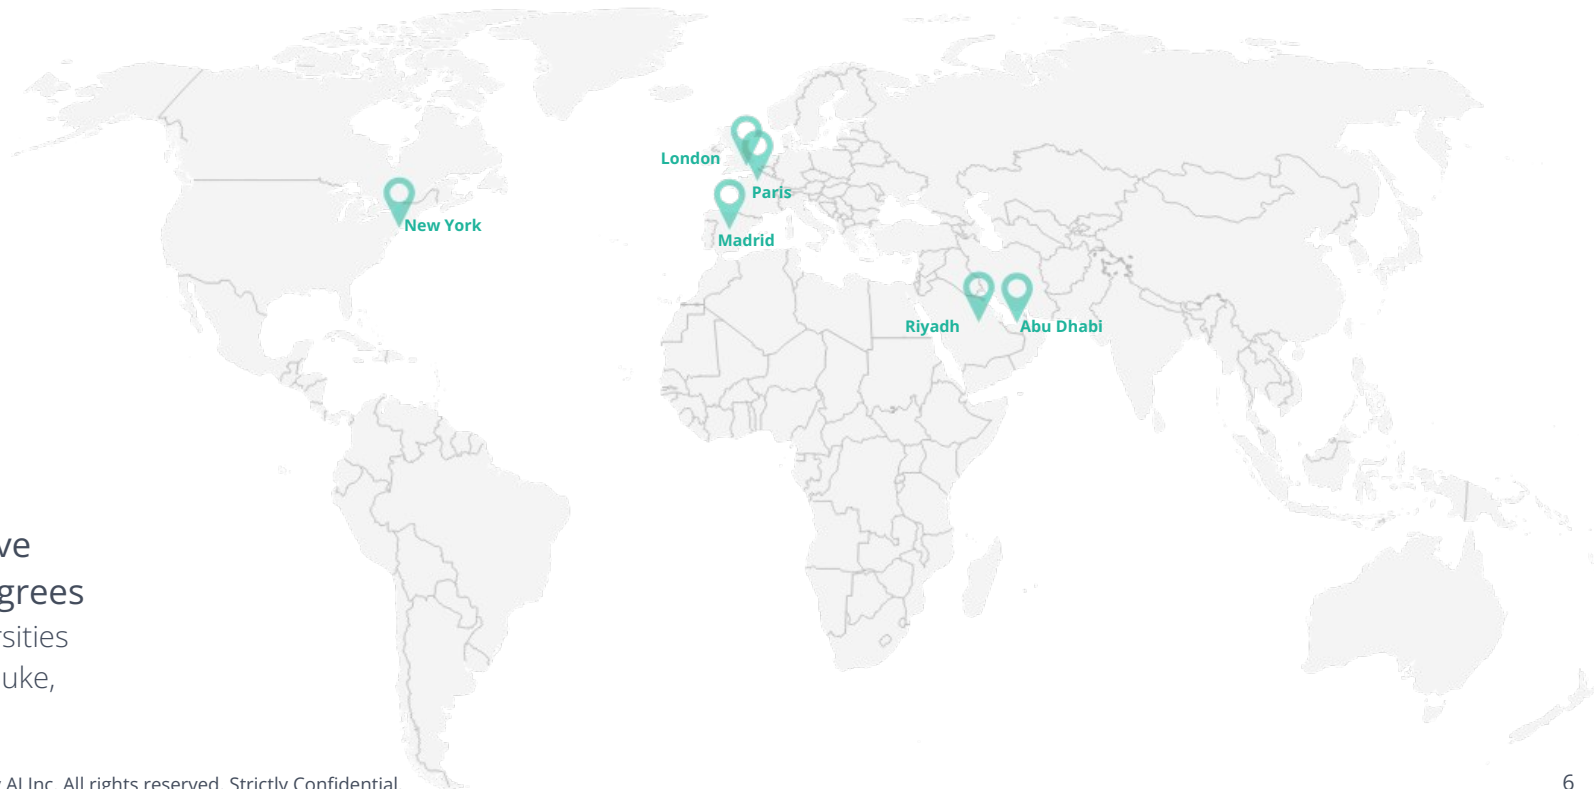 London
Paris
New York
Madrid
Riyadh
Abu Dhabi
ve
grees
rsities
uke,
AI Inc. All rights reserved. Strictly Confidential.
6